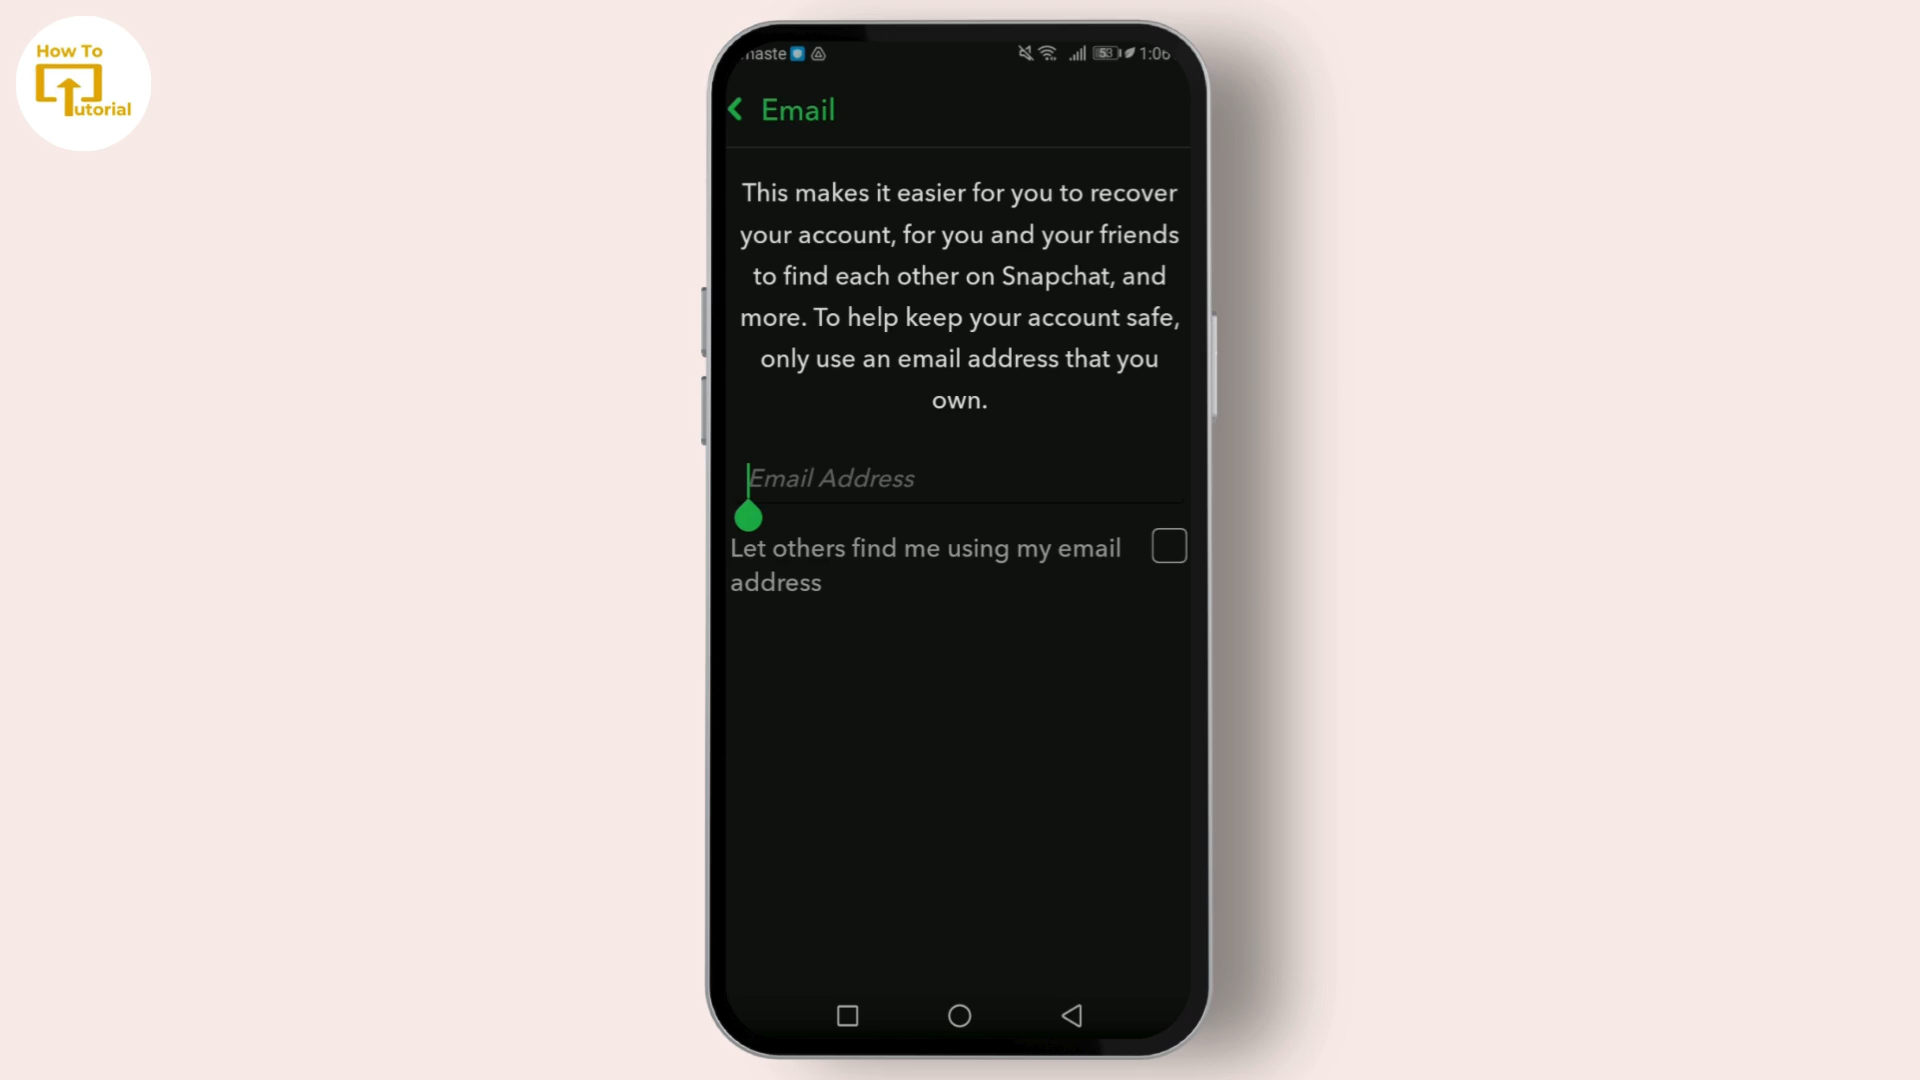 How To
utorial
53 1:06
Email
This makes it easier for you to recover
your account, for you and your friends
to find each other on Snapchat, and
more. To help keep your account safe,
only use an email address that you
own.
Email Address
Let others find me using my email
address